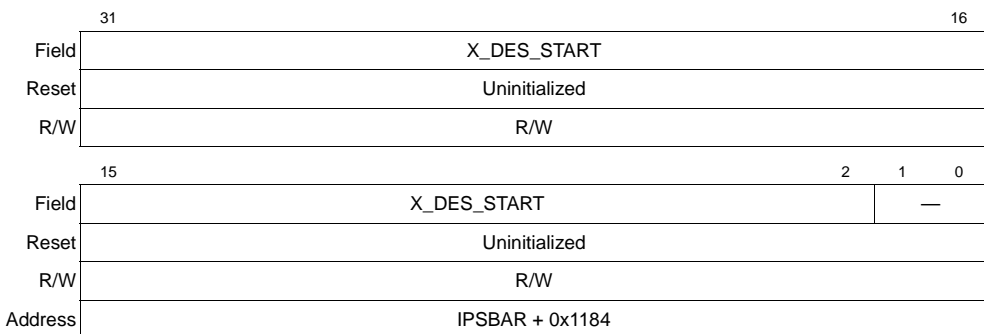 31 16
Field X_DES_START
Reset Uninitialized
R/W R/W
15 2 1 0
Field X_DES_START —
Reset Uninitialized
R/W R/W
Address IPSBAR + 0x1184